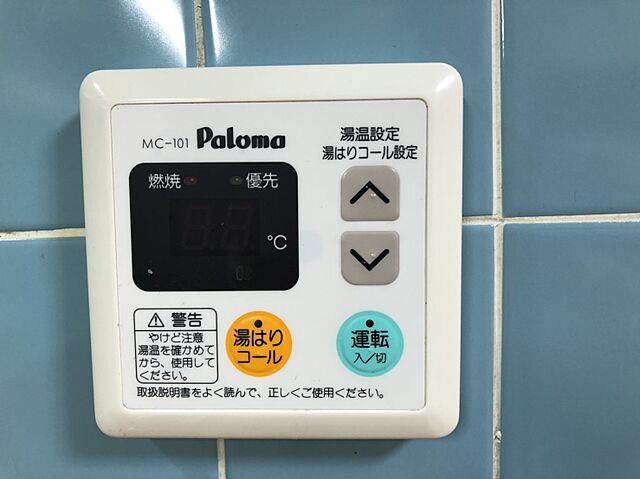 MC-101 Paloma
湯温設定
湯はりコール設定
燃焼 優先
℃
警告
やけど注意
湯温を確かめて
から、使用して
ください。
湯はり
コール
運転
入／切
取扱説明書をよく読んで、正しくご使用ください。